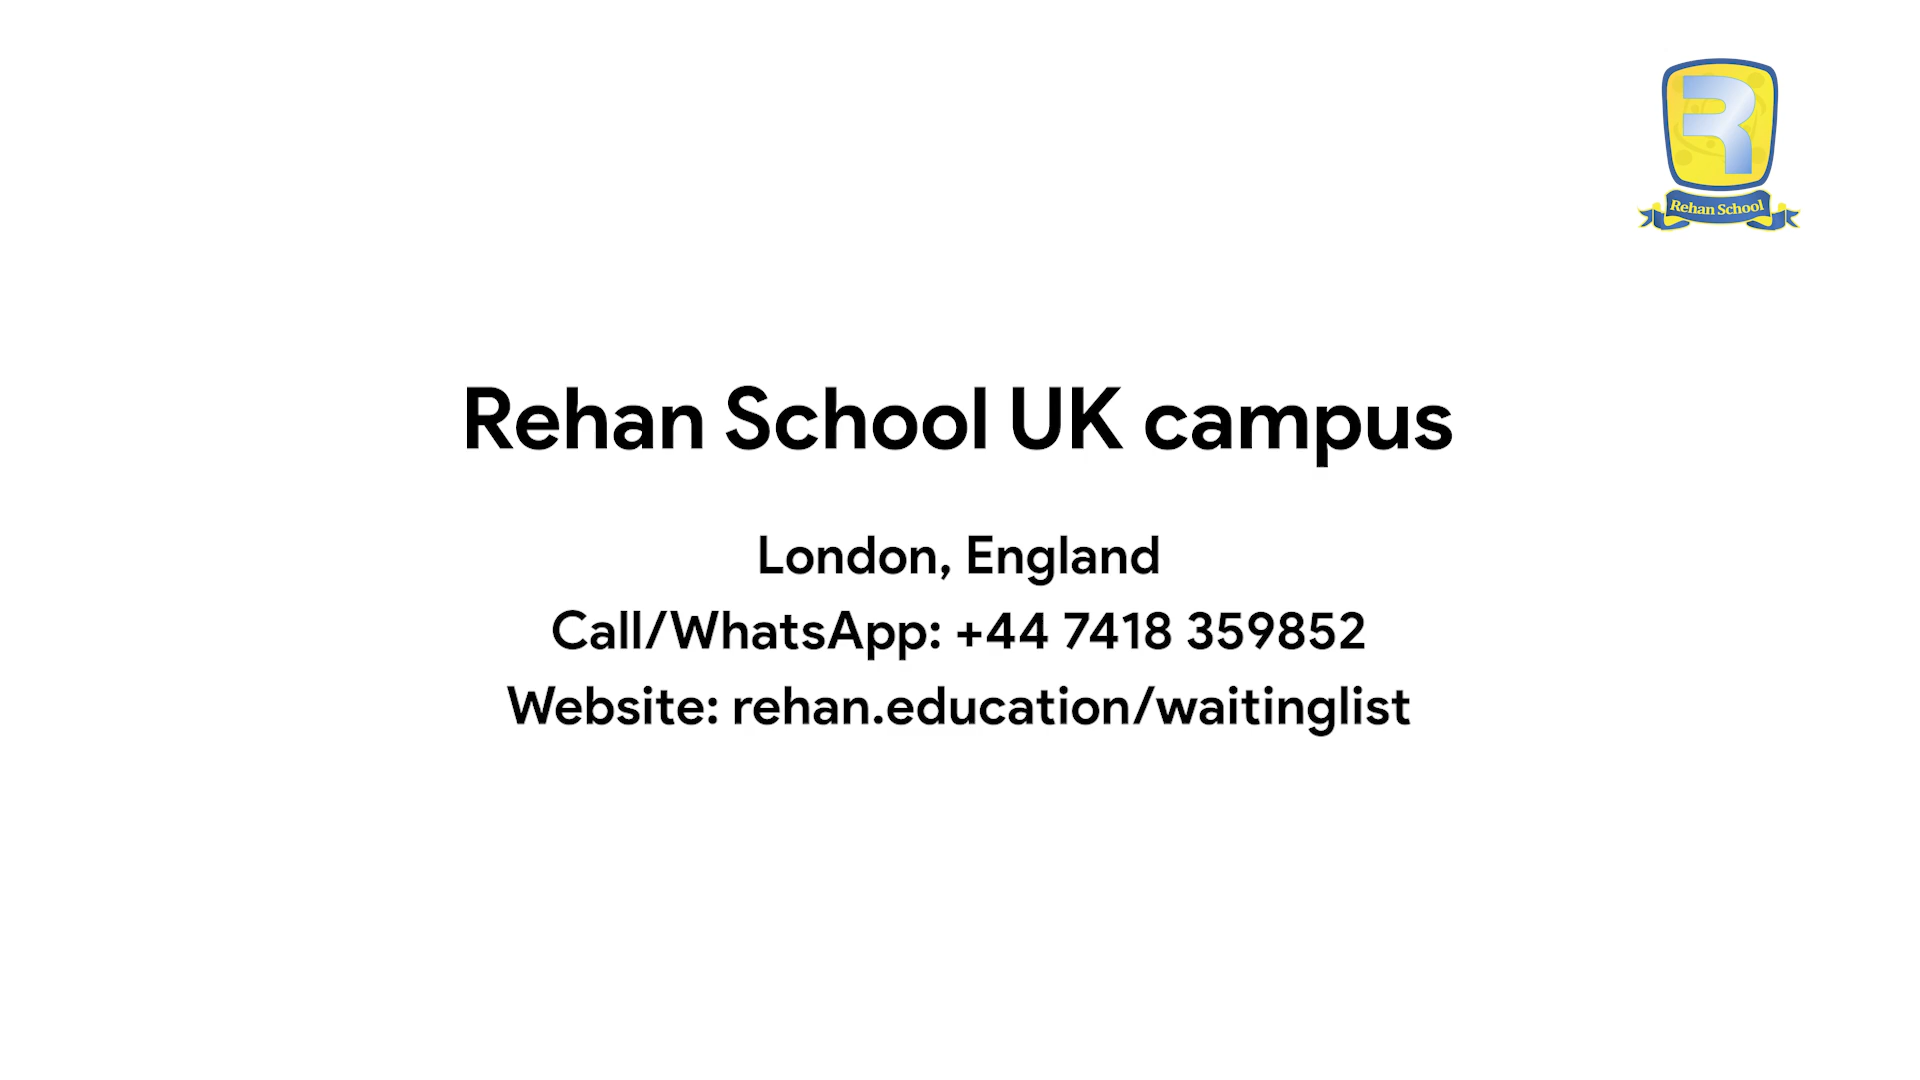 Rehan School
Rehan School UK campus
London, England
Call/WhatsApp: +44 7418 359852
Website: rehan.education/waitinglist